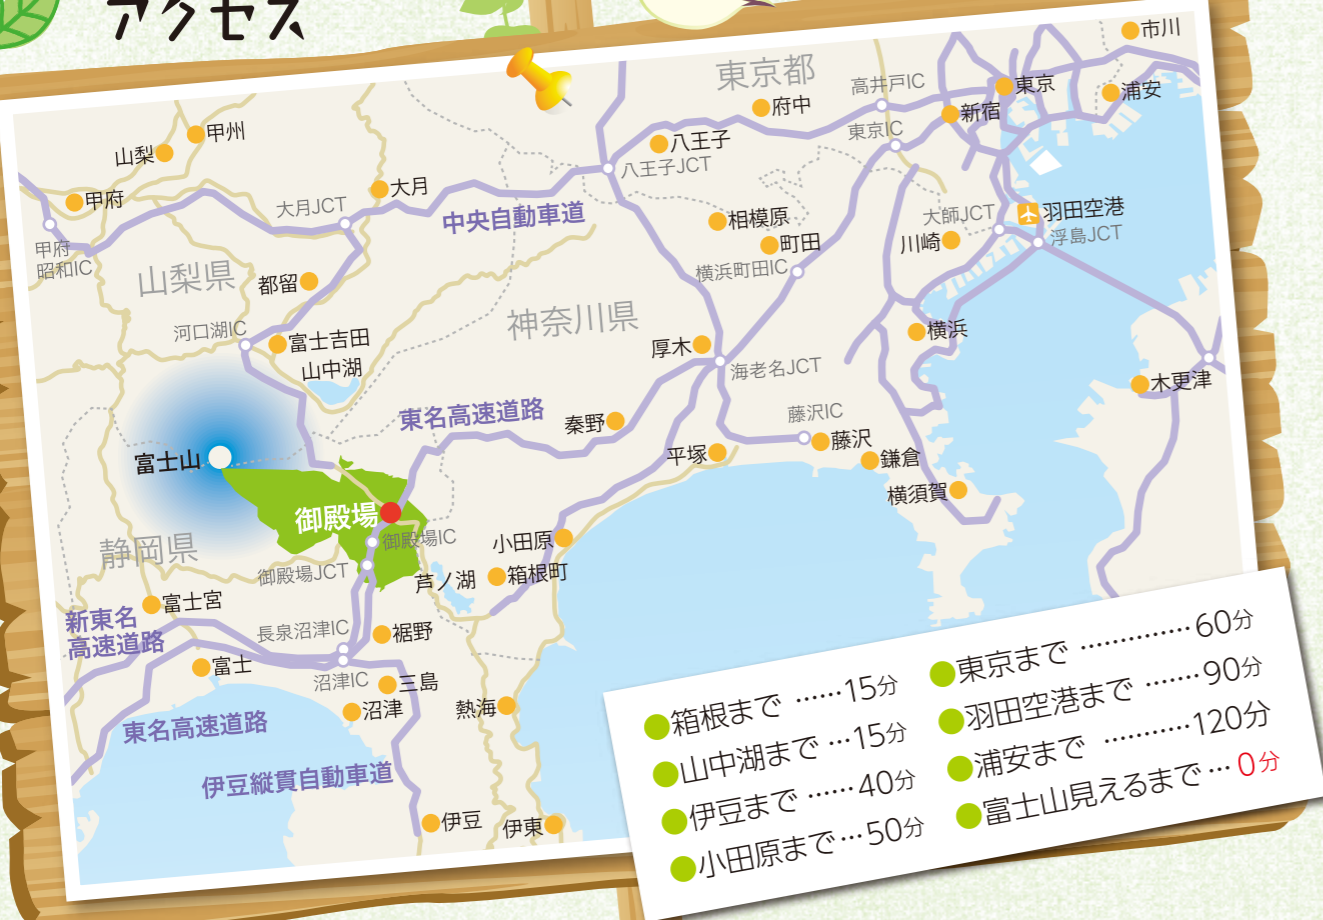 アクセス
市川
東京都
高井戸IC
東京
浦安
府中
新宿
甲州
東京IC
山梨
八王子
八王子JCT
甲府
大月JCT
大月
中央自動車道
相模原
町田
大師JCT
羽田空港
川崎
浮島JCT
甲府
昭和IC
山梨県
都留
横浜町田IC
神奈川県
河口湖IC
富士吉田
山中湖
厚木
海老名JCT
横浜
木更津
東名高速道路
秦野
藤沢IC
藤沢
平塚
鎌倉
横須賀
富士山
御殿場
御殿場IC
小田原
静岡県
御殿場JCT
芦ノ湖
箱根町
富士宮
新東名
高速道路
長泉沼津IC
裾野
富士
沼津IC
三島
沼津
熱海
東名高速道路
伊豆縦貫自動車道
伊豆
伊東
箱根まで ……15分
山中湖まで …15分
伊豆まで ……40分
小田原まで…50分
東京まで …………60分
羽田空港まで ……90分
浦安まで …………120分
富士山見えるまで…0分